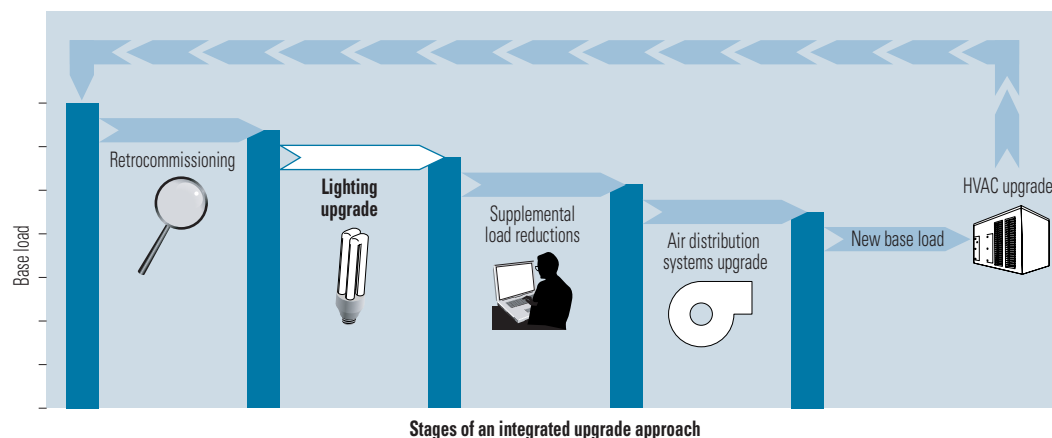 Base load
Retrocommissioning
Lighting
upgrade
Supplemental
load reductions
Air distribution
systems upgrade
New base load
HVAC upgrade
Stages of an integrated upgrade approach